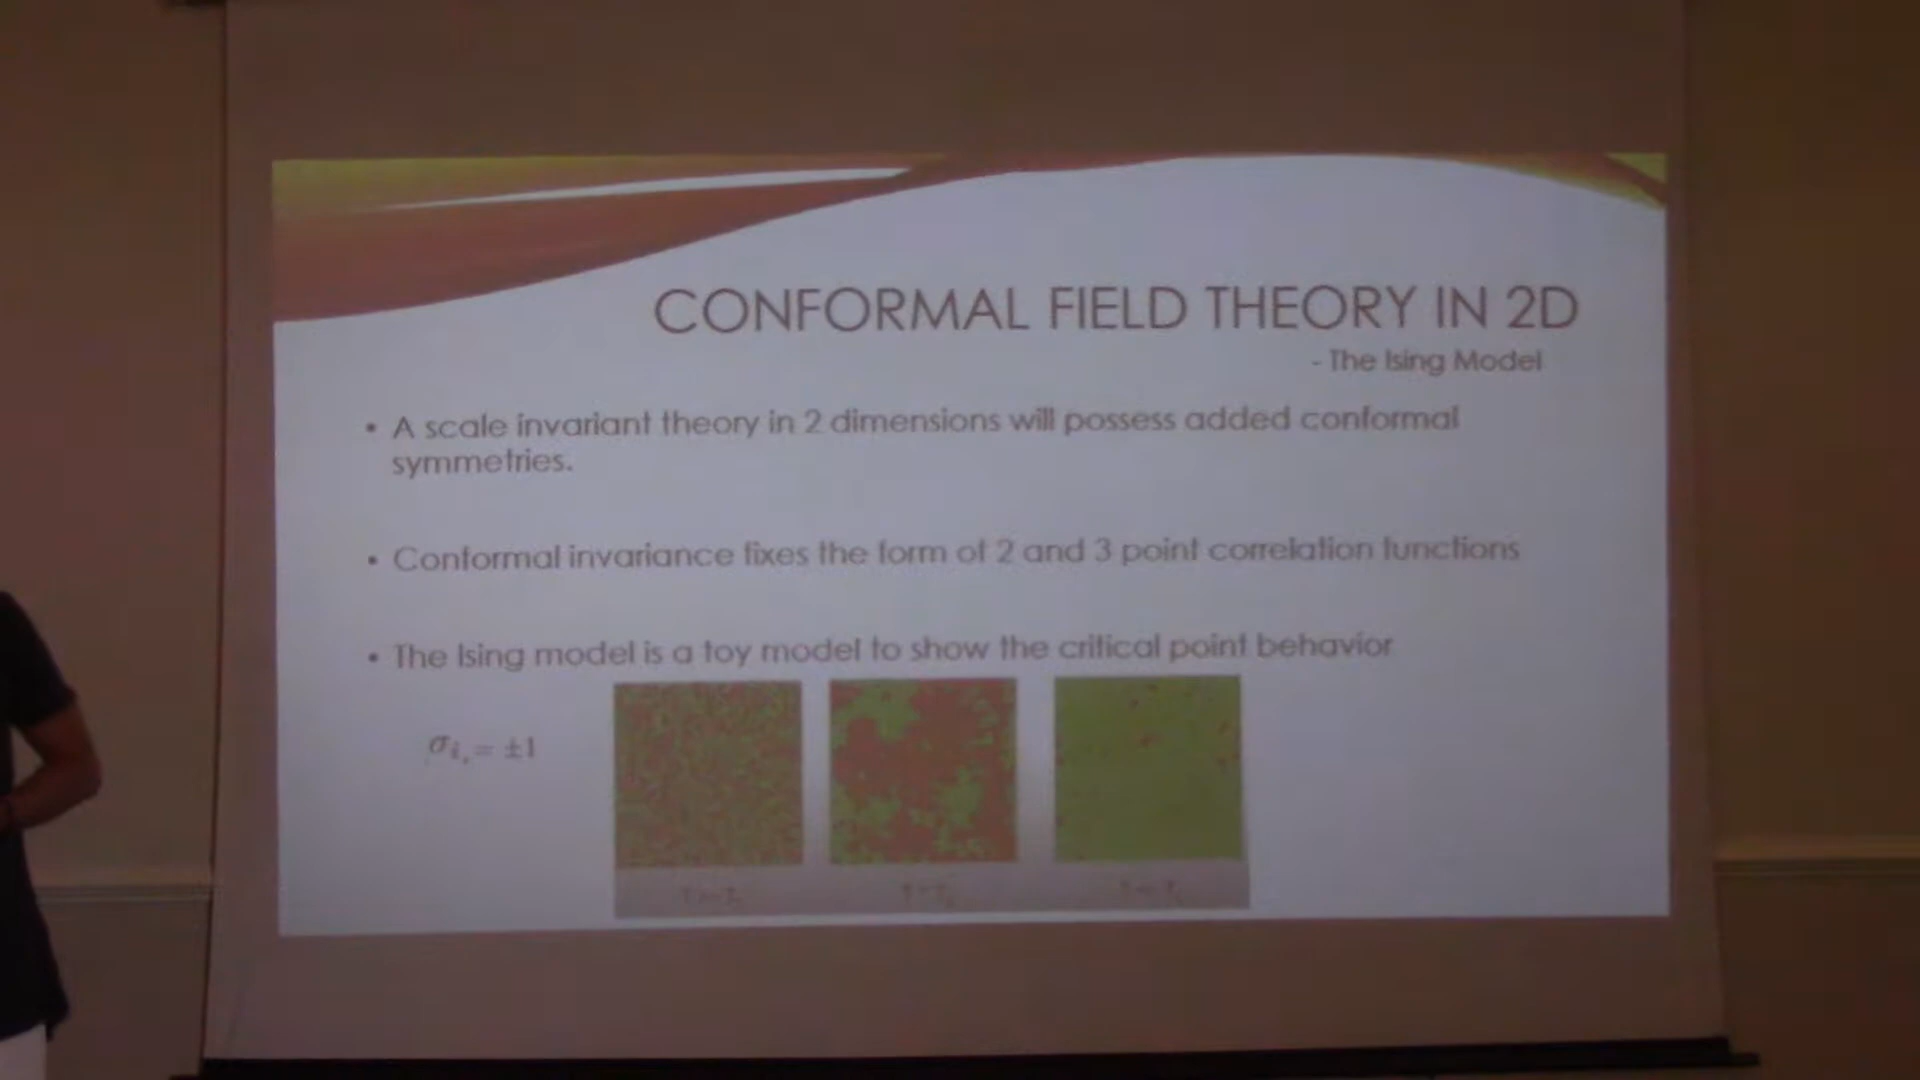 CONFORMAL FIELD THEORY IN 2D
- The Ising Model
• A scale invariant theory in 2 dimensions will possess added conformal
symmetries.
• Conformal invariance fixes the form of 2 and 3 point correlation functions
• The Ising model is a toy model to show the critical point behavior
σi, = ±1